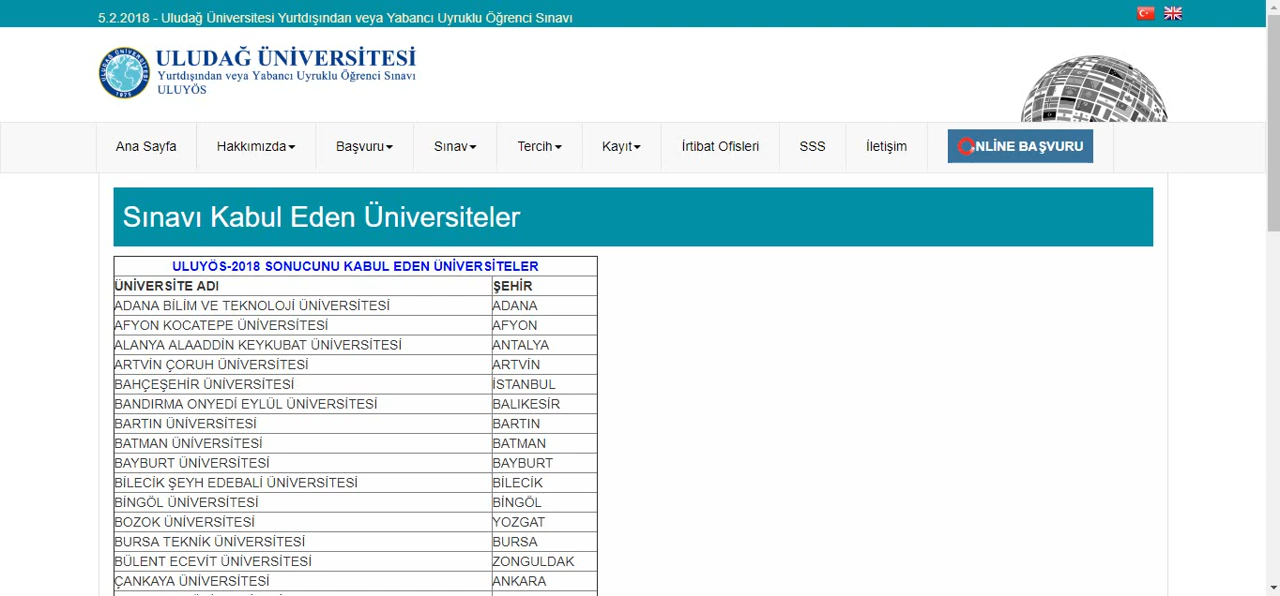 5.2.2018 - Uludağ Üniversitesi Yurtdışından veya Yabancı Uyruklu Öğrenci Sınavı
ULUDAĞ ÜNİVERSİTESİ
Yurtdışından veya Yabancı Uyruklu Öğrenci Sınavı
ULUYÖS
ULUDAĞ ÜNİVERSİTESİ
1975
Ana Sayfa Hakkımızda Başvuru Sınav Tercih Kayıt İrtibat Ofisleri SSS İletişim ONLİNE BAŞVURU
Sınavı Kabul Eden Üniversiteler
ULUYÖS-2018 SONUCUNU KABUL EDEN ÜNİVERSİTELER
ÜNİVERSİTE ADI ŞEHİR
ADANA BİLİM VE TEKNOLOJİ ÜNİVERSİTESİ ADANA
AFYON KOCATEPE ÜNİVERSİTESİ AFYON
ALANYA ALAADDİN KEYKUBAT ÜNİVERSİTESİ ANTALYA
ARTVİN ÇORUH ÜNİVERSİTESİ ARTVİN
BAHÇEŞEHİR ÜNİVERSİTESİ İSTANBUL
BANDIRMA ONYEDİ EYLÜL ÜNİVERSİTESİ BALIKESİR
BARTIN ÜNİVERSİTESİ BARTIN
BATMAN ÜNİVERSİTESİ BATMAN
BAYBURT ÜNİVERSİTESİ BAYBURT
BİLECİK ŞEYH EDEBALİ ÜNİVERSİTESİ BİLECİK
BİNGÖL ÜNİVERSİTESİ BİNGÖL
BOZOK ÜNİVERSİTESİ YOZGAT
BURSA TEKNİK ÜNİVERSİTESİ BURSA
BÜLENT ECEVİT ÜNİVERSİTESİ ZONGULDAK
ÇANKAYA ÜNİVERSİTESİ ANKARA